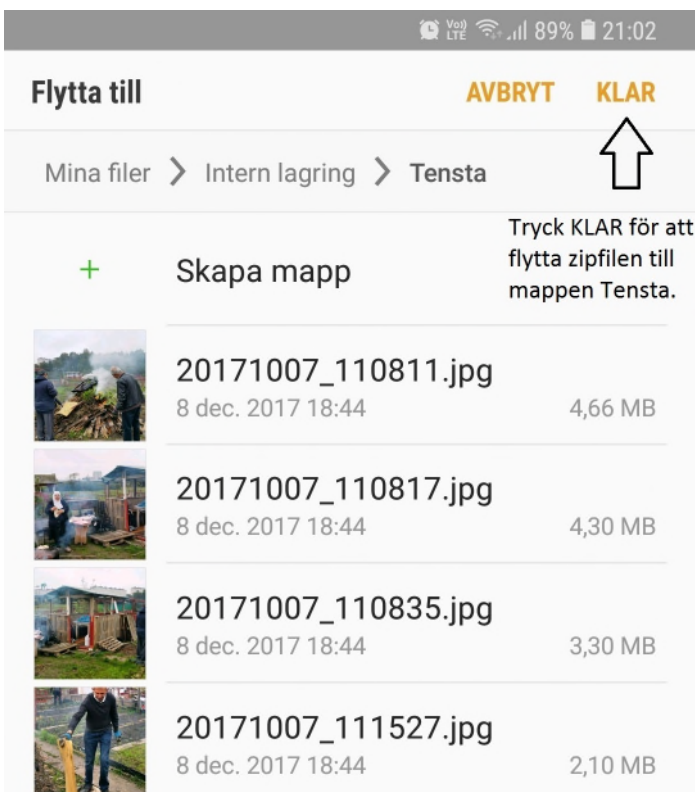 Vo)) LTE 89% 21:02
Flytta till AVBRYT KLAR
Mina filer Intern lagring Tensta
Tryck KLAR för att
flytta zipfilen till
mappen Tensta.
+ Skapa mapp
20171007_110811.jpg
8 dec. 2017 18:44 4,66 MB
20171007_110817.jpg
8 dec. 2017 18:44 4,30 MB
20171007_110835.jpg
8 dec. 2017 18:44 3,30 MB
20171007_111527.jpg
8 dec. 2017 18:44 2,10 MB